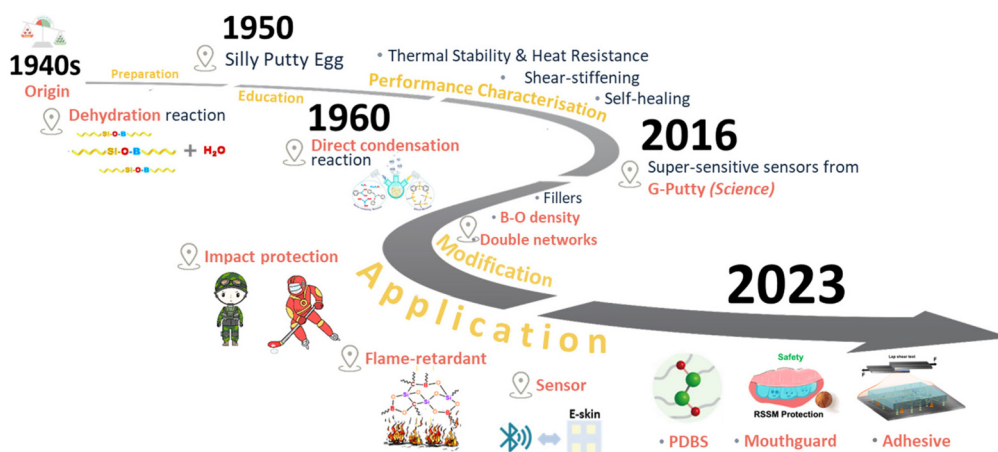 1940s
Origin
Preparation
Dehydration reaction
Si-O-B
Si-O-B + H₂O
Si-O-B
1950
Silly Putty Egg
Education
1960
Direct condensation
reaction
• Thermal Stability & Heat Resistance
• Shear-stiffening
• Self-healing
Performance Characterisation
2016
Super-sensitive sensors from
G-Putty (Science)
• Fillers
• B-O density
• Double networks
Modification
Application
Impact protection
Flame-retardant
Sensor
E-skin
2023
• PDBS
Safety
RSSM Protection
• Mouthguard
Lap shear test
F
F
• Adhesive